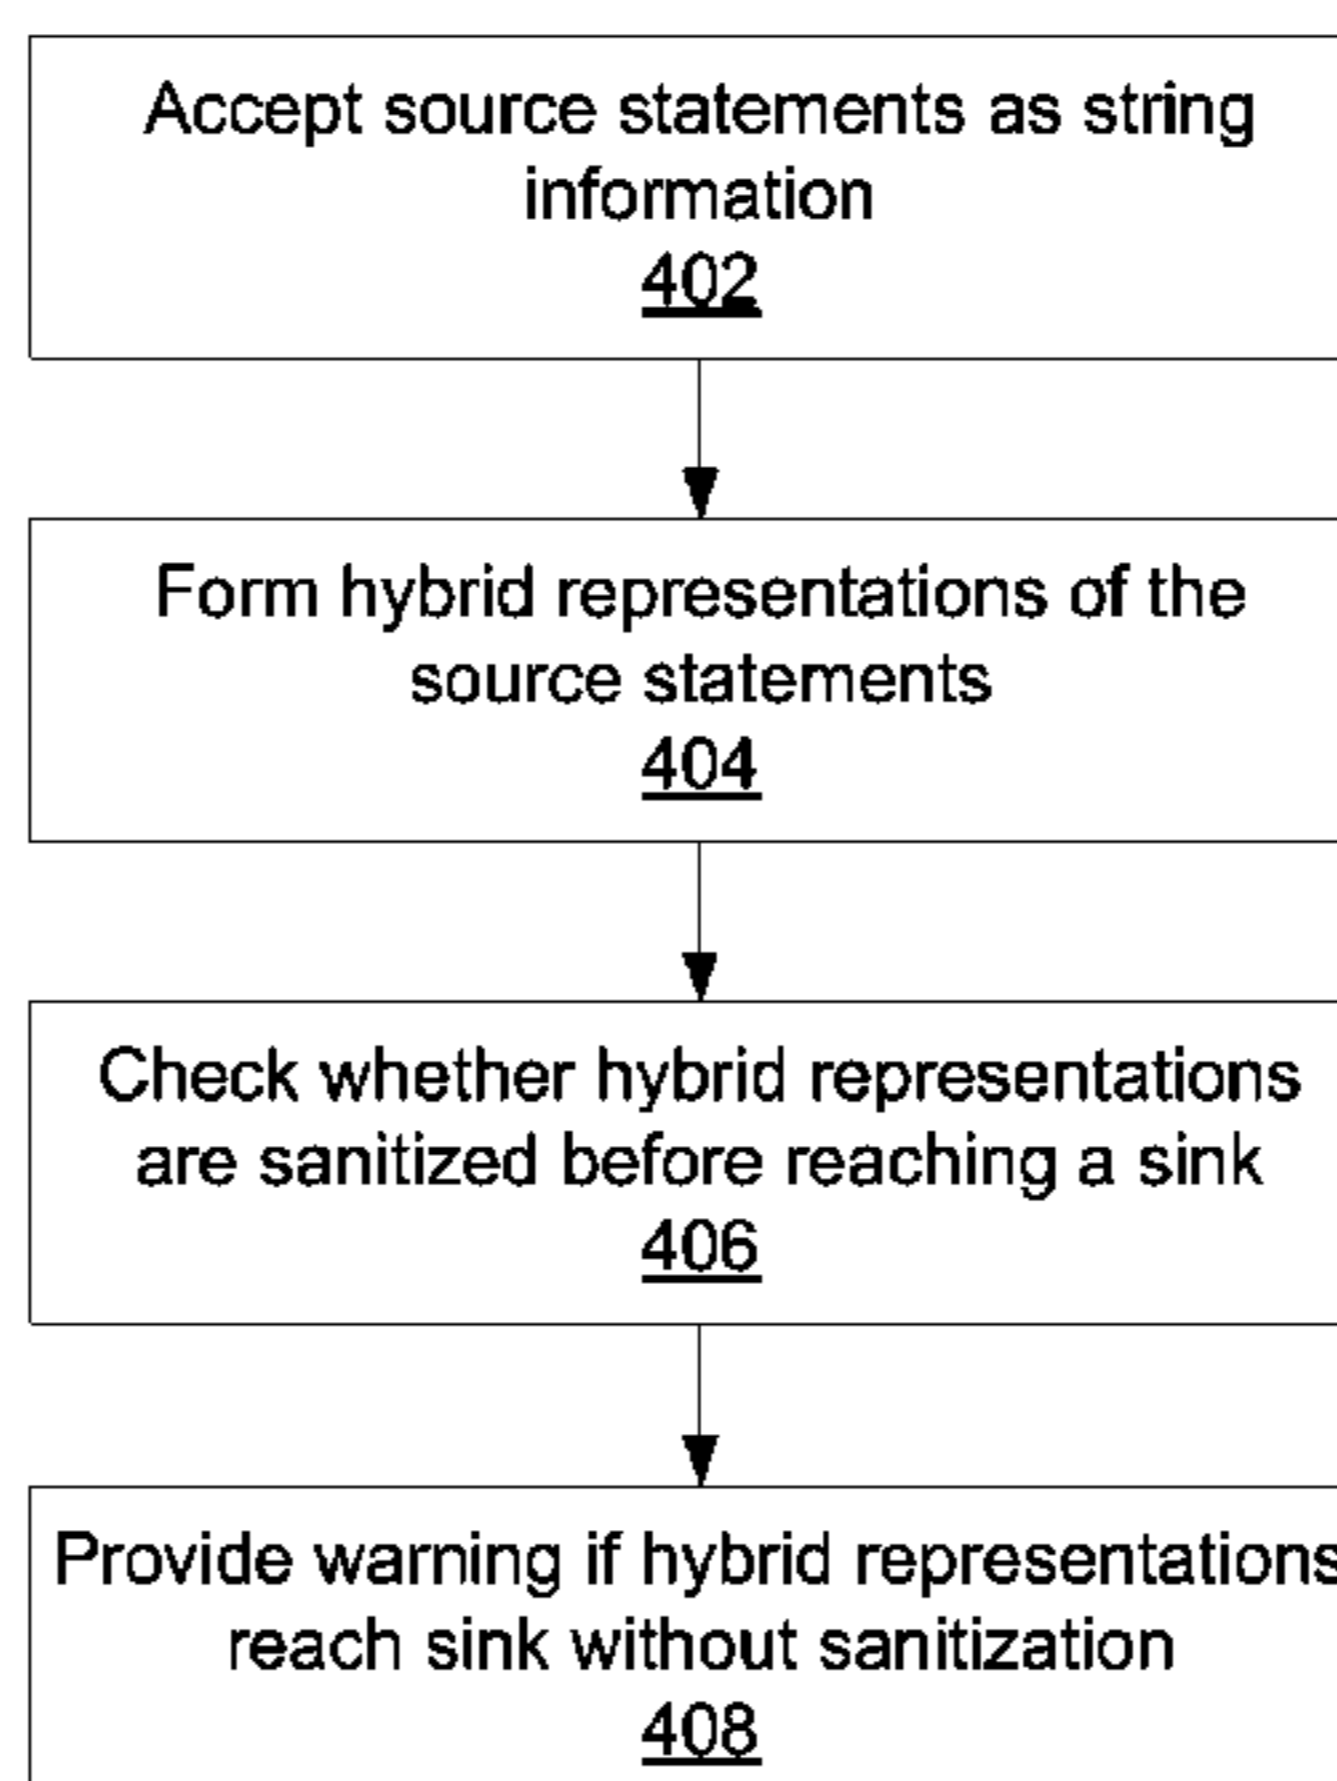 Accept source statements as string
information
402
Form hybrid representations of the
source statements
404
Check whether hybrid representations
are sanitized before reaching a sink
406
Provide warning if hybrid representations
reach sink without sanitization
408